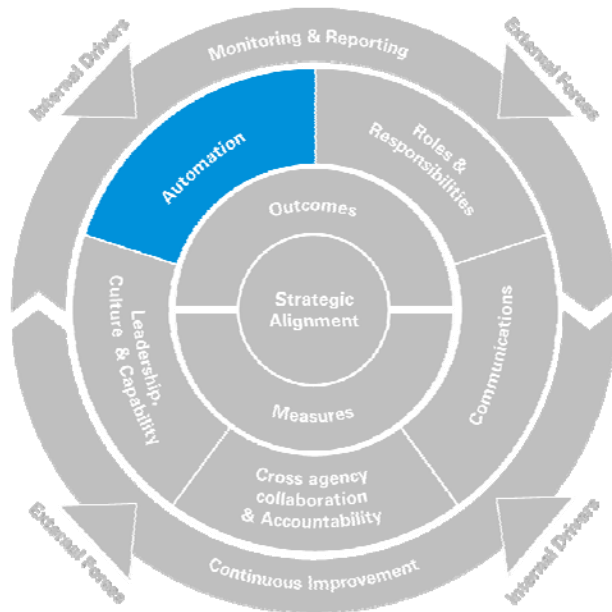 Internal Drivers
Monitoring & Reporting
External Forces
Automation
Roles &
Responsibilities
Outcomes
Strategic
Alignment
Leadership,
Culture & Capability
Communications
Measures
Cross agency
collaboration
& Accountability
External Forces
Continuous Improvement
Internal Drivers